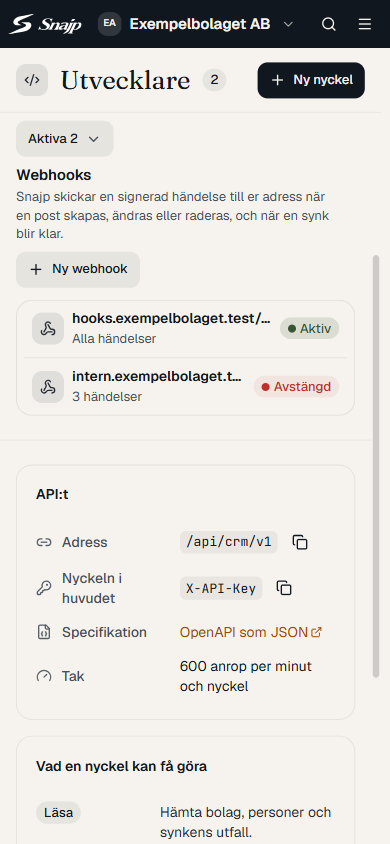 Snajp
EA Exempelbolaget AB
Utvecklare 2
Ny nyckel
Aktiva 2
Webhooks
Snajp skickar en signerad händelse till er adress när
en post skapas, ändras eller raderas, och när en synk
blir klar.
Ny webhook
hooks.exempelbolaget.test/...
Alla händelser
Aktiv
intern.exempelbolaget.t...
3 händelser
Avstängd
API:t
Adress
/api/crm/v1
Nyckeln i
huvudet
X-API-Key
Specifikation
OpenAPI som JSON
Tak
600 anrop per minut
och nyckel
Vad en nyckel kan få göra
Läsa
Hämta bolag, personer och
synkens utfall.